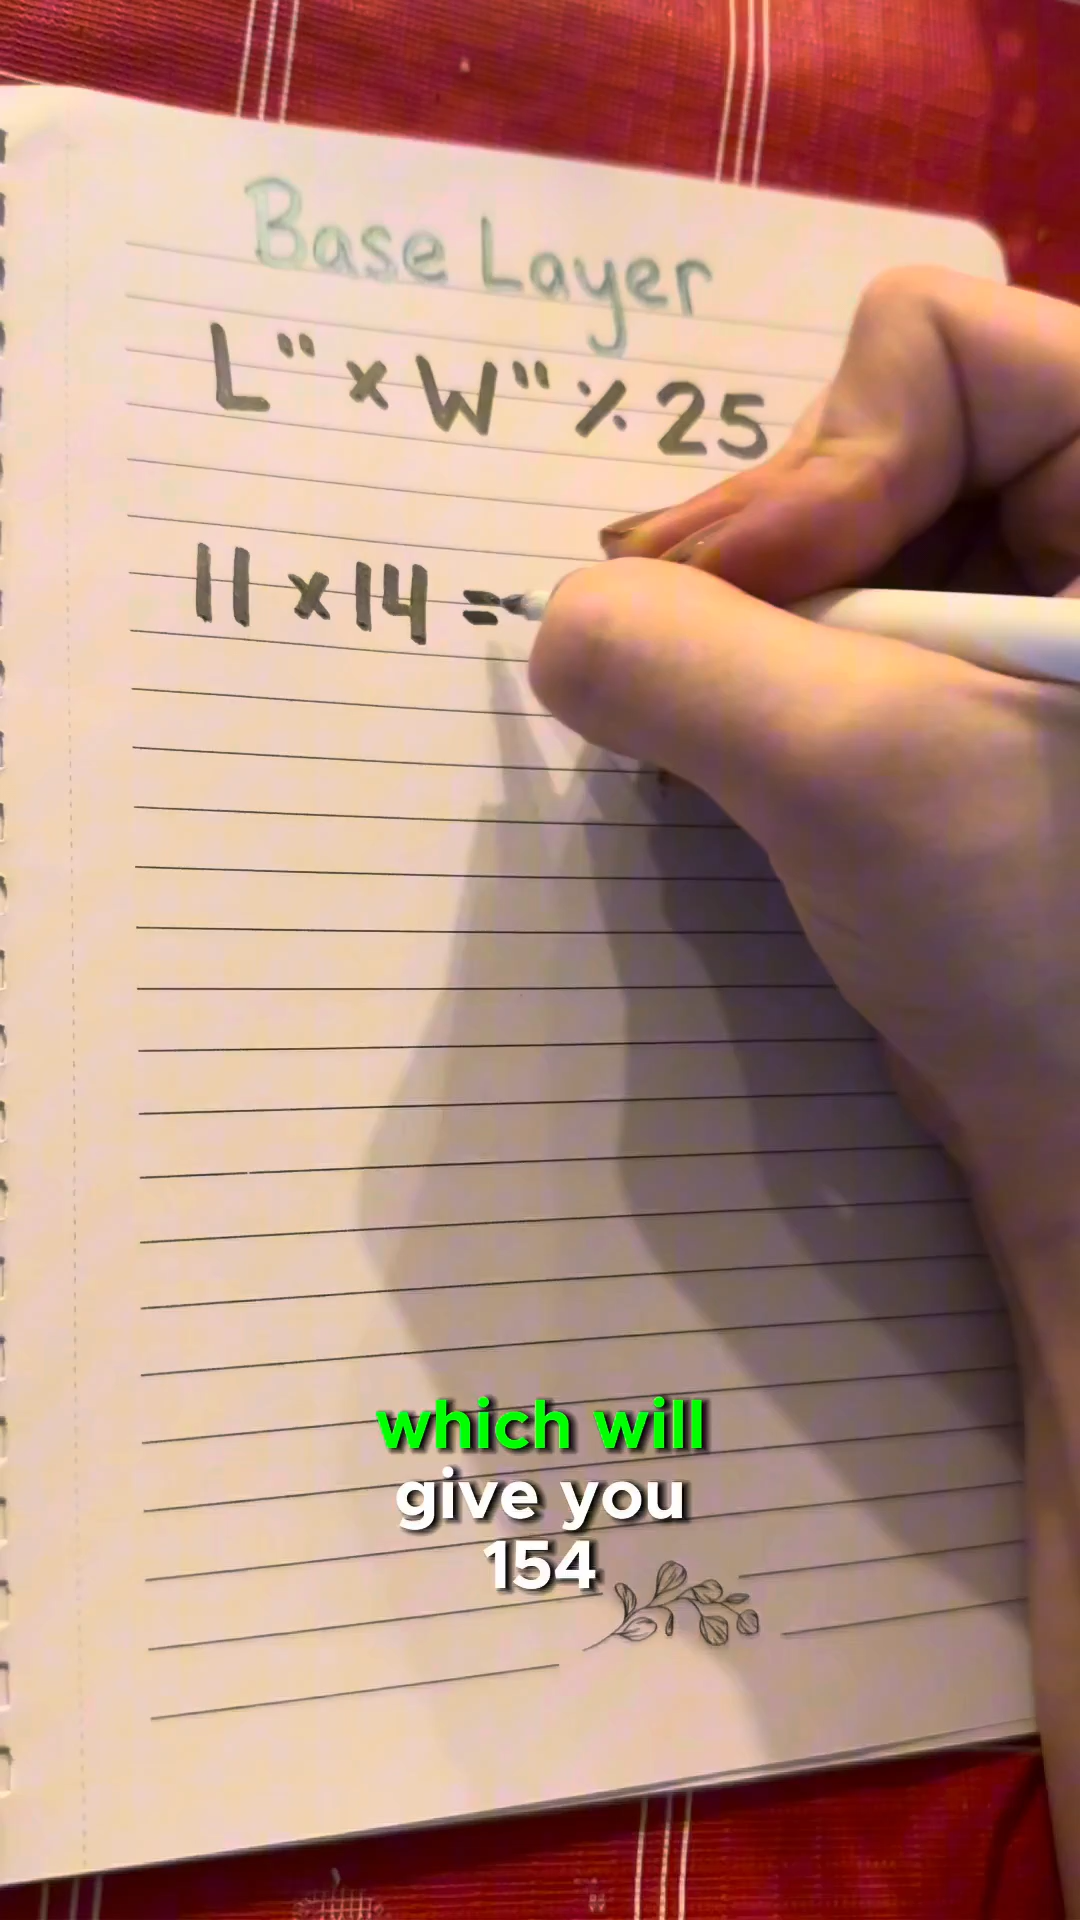 Base Layer
L" x W" ⁒ 25
11 x 14 =
which will
give you
154